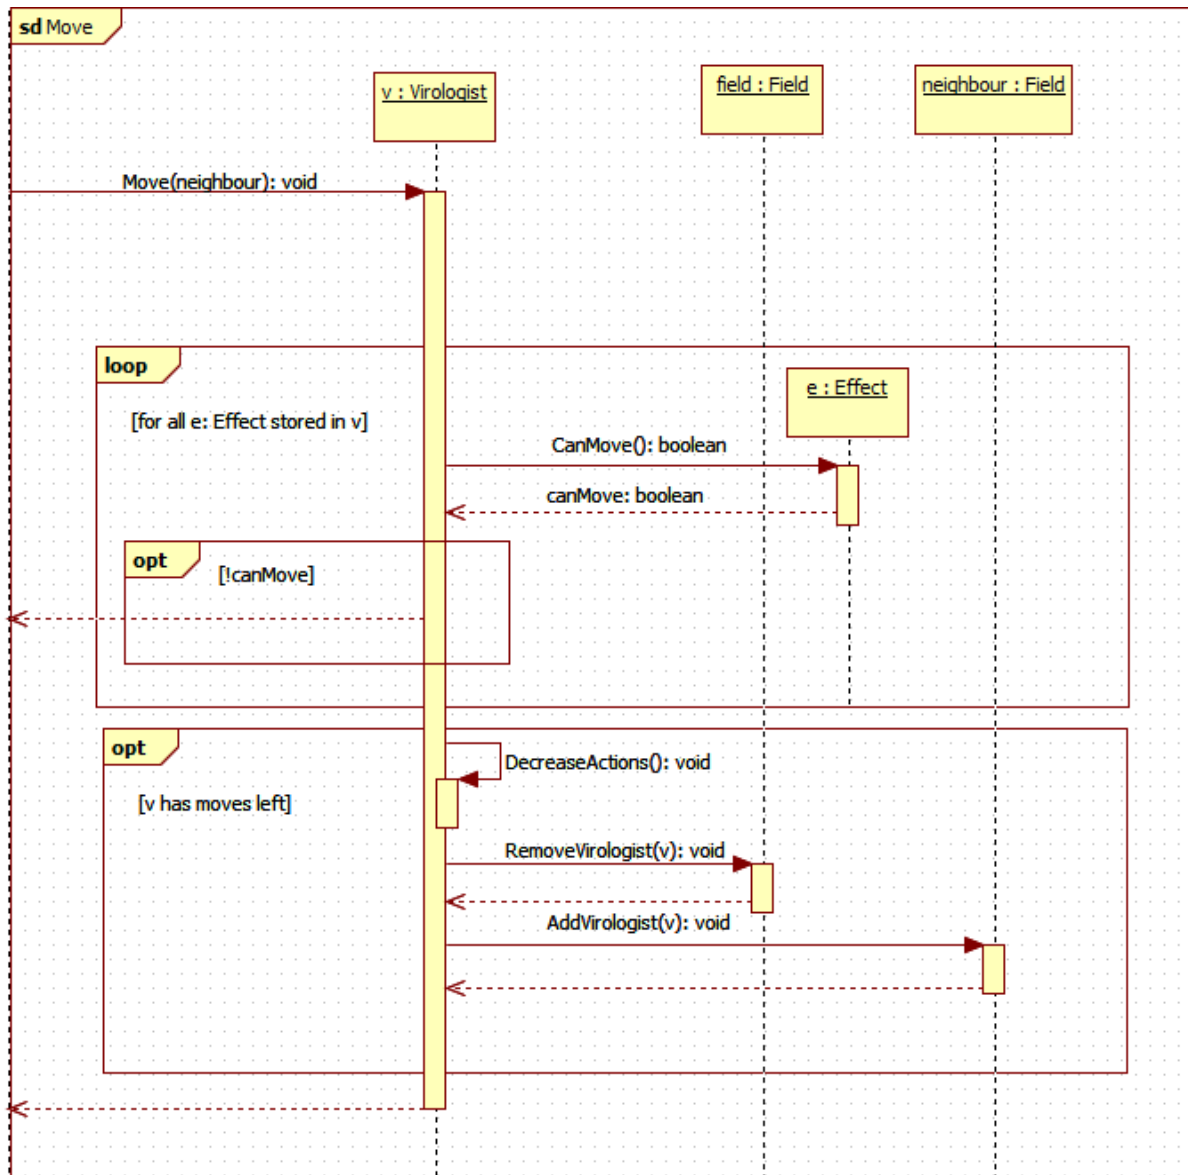 sd Move
v : Virologist
field : Field
neighbour : Field
Move(neighbour): void
loop
e : Effect
[for all e: Effect stored in v]
CanMove(): boolean
canMove: boolean
opt
[!canMove]
opt
DecreaseActions(): void
[v has moves left]
RemoveVirologist(v): void
AddVirologist(v): void